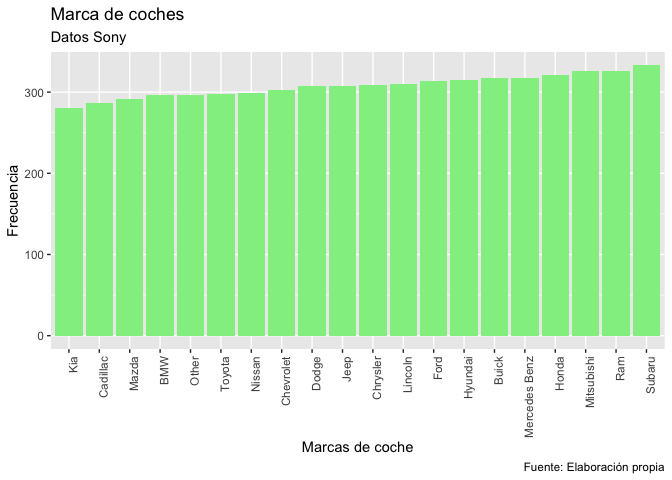 Marca de coches
Datos Sony
Frecuencia
300
200
100
0
Kia
Cadillac
Mazda
BMW
Other
Toyota
Nissan
Chevrolet
Dodge
Jeep
Chrysler
Lincoln
Ford
Hyundai
Buick
Mercedes Benz
Honda
Mitsubishi
Ram
Subaru
Marcas de coche
Fuente: Elaboración propia